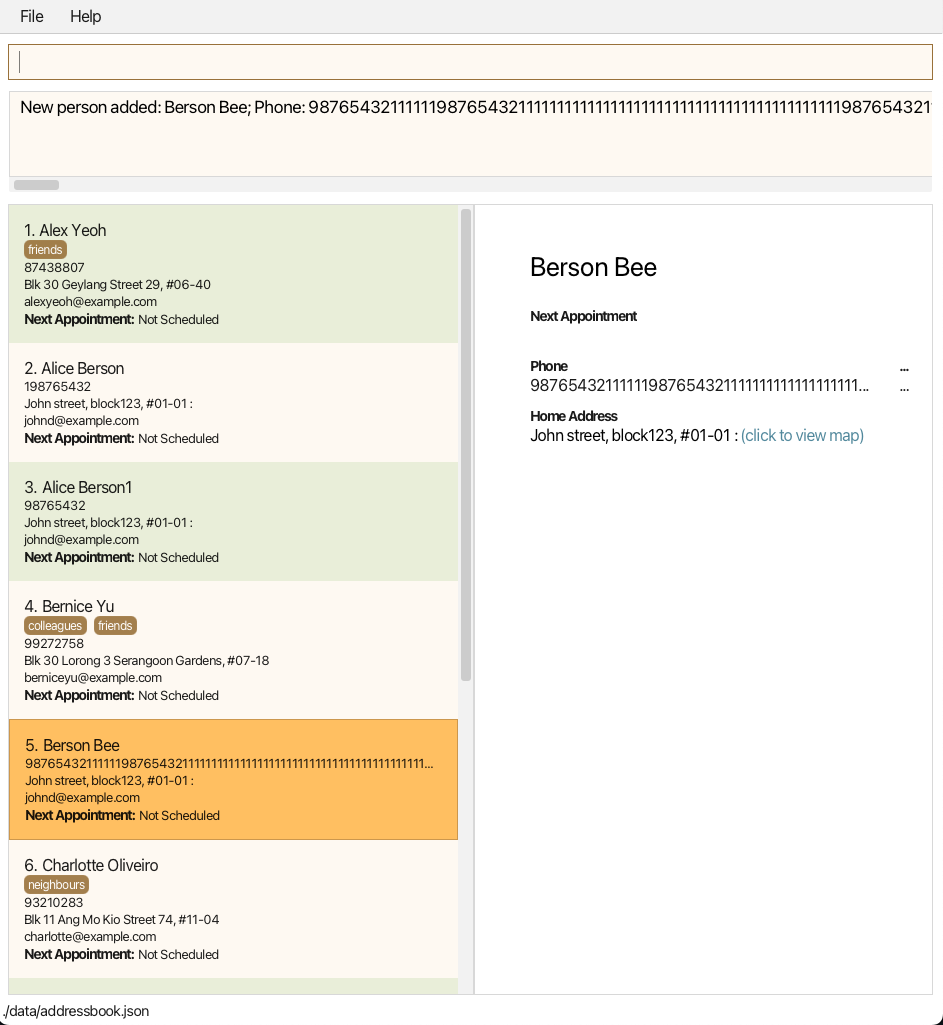 File Help
New person added: Berson Bee; Phone:
1. Alex Yeoh
friends
87438807
Blk 30 Geylang Street 29, #06-40
alexyeoh@example.com
Next Appointment: Not Scheduled
2. Alice Berson
198765432
John street, block123, #01-01 :
johnd@example.com
Next Appointment: Not Scheduled
3. Alice Berson1
98765432
John street, block123, #01-01 :
johnd@example.com
Next Appointment: Not Scheduled
4. Bernice Yu
colleagues friends
99272758
Blk 30 Lorong 3 Serangoon Gardens, #07-18
berniceyu@example.com
Next Appointment: Not Scheduled
5. Berson Bee
John street, block123, #01-01 :
johnd@example.com
Next Appointment: Not Scheduled
6. Charlotte Oliveiro
neighbours
93210283
Blk 11 Ang Mo Kio Street 74, #11-04
charlotte@example.com
Next Appointment: Not Scheduled
Berson Bee
Next Appointment
Phone ...
...
Home Address
John street, block123, #01-01 : (click to view map)
./data/addressbook.json